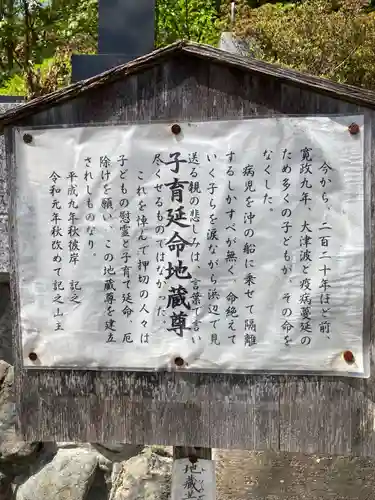 今から、二百二十年ほど前、
寛政九年、大津波と疫病蔓延の
ため多くの子どもが、その命を
なくした。
病児を沖の船に乗せて隔離
するしかすべが無く、命絶えて
いく子らを涙ながら浜辺で見
送る親の悲しみは、言葉で言い
尽くせるものではなかった。
子育延命地蔵尊
これを悼んで、押切の人々は
子どもの慰霊と子育て延命、厄
除けを願い、この地蔵尊を建立
されしものなり。
平成九年秋彼岸 記之
令和元年秋改めて記之 山主
地蔵